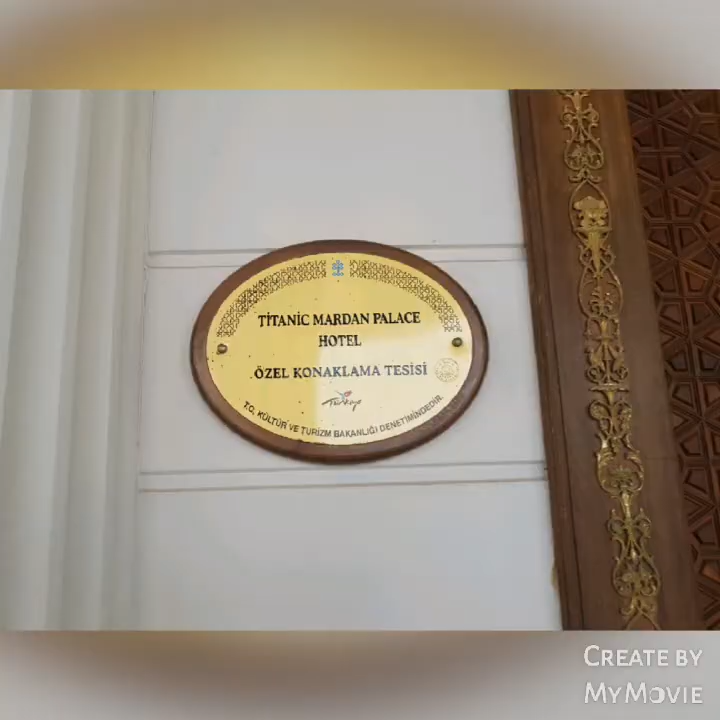 TİTANİC MARDAN PALACE
HOTEL
ÖZEL KONAKLAMA TESİSİ
Türkiye
T.C. KÜLTÜR VE TURİZM BAKANLIĞI DENETİMİNDEDİR.
CREATE BY
MYMOVIE